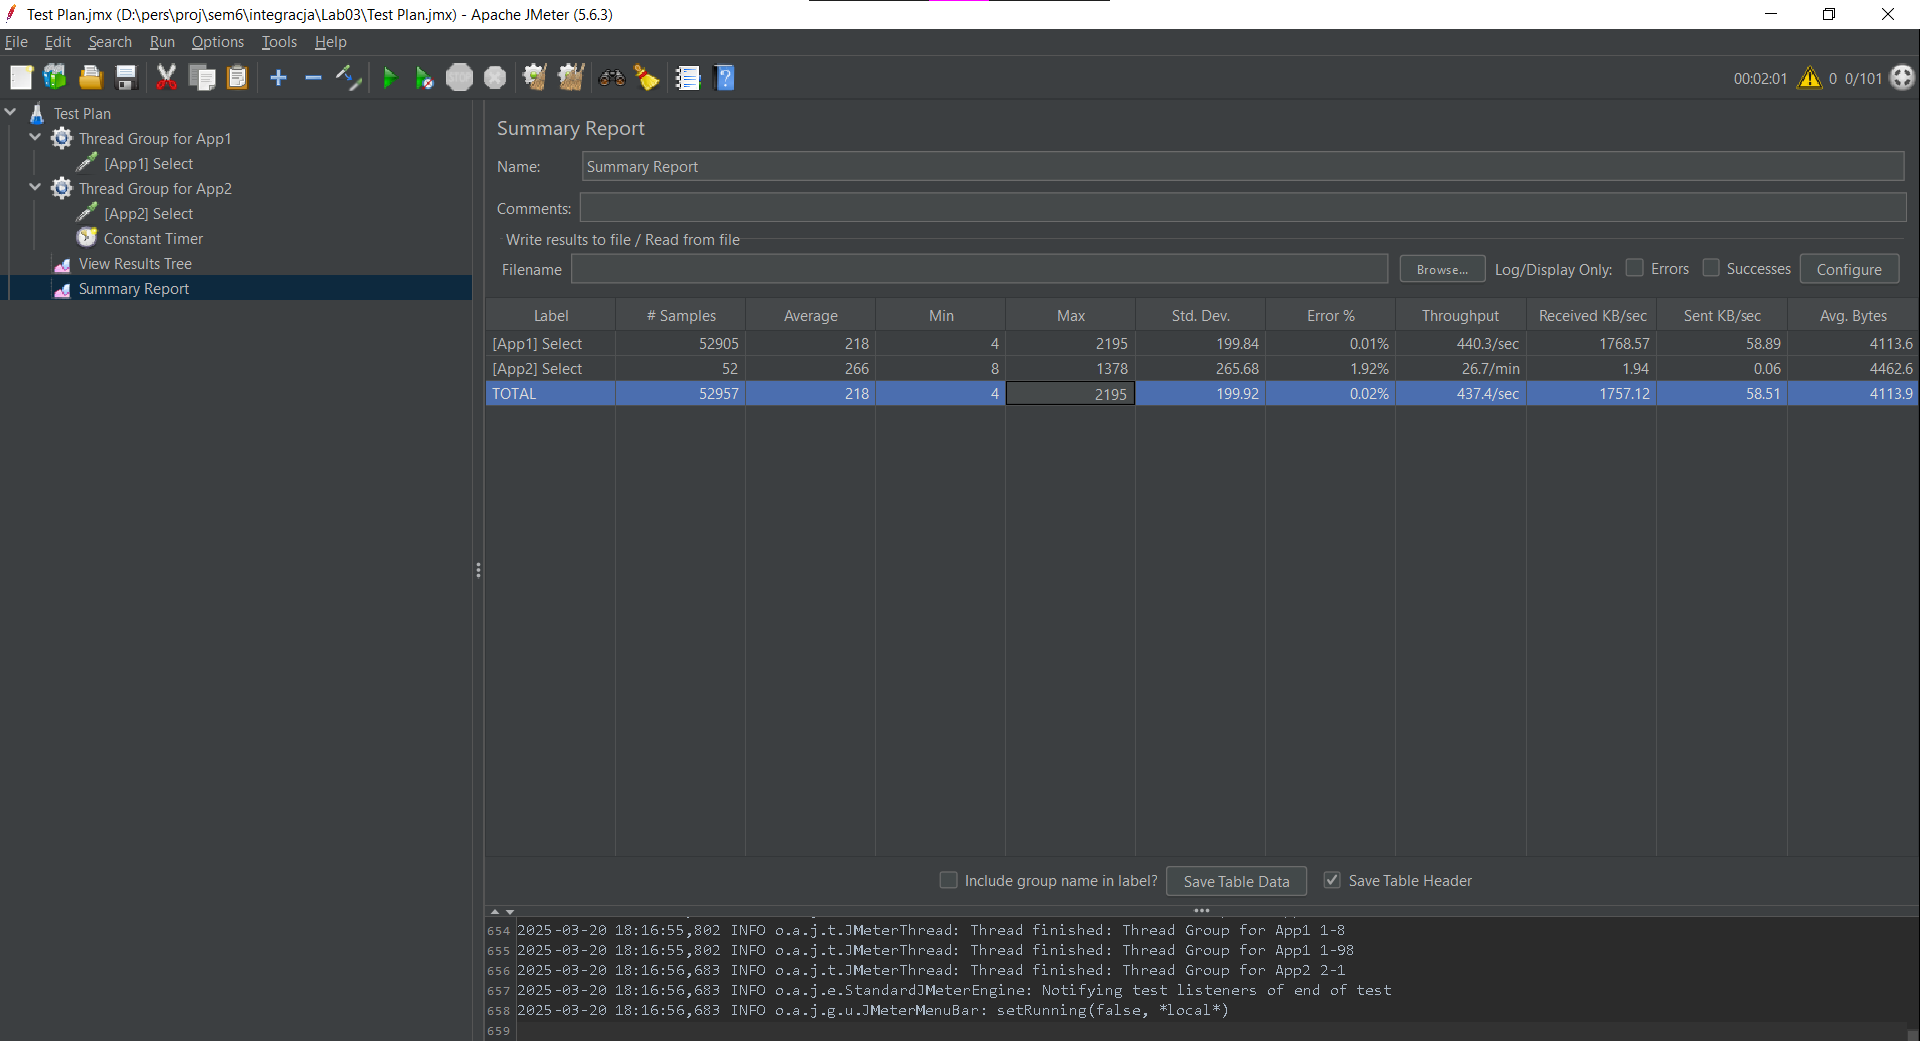 Test Plan.jmx (D:\pers\proj\sem6\integracja\Lab03\Test Plan.jmx) - Apache JMeter (5.6.3)
File Edit Search Run Options Tools Help
STOP
00:02:01 0 0/101
Test Plan
Thread Group for App1
[App1] Select
Thread Group for App2
[App2] Select
Constant Timer
View Results Tree
Summary Report
Summary Report
Name: Summary Report
Comments:
Write results to file / Read from file
Filename Browse... Log/Display Only: Errors Successes Configure
Label # Samples Average Min Max Std. Dev. Error % Throughput Received KB/sec Sent KB/sec Avg. Bytes
[App1] Select 52905 218 4 2195 199.84 0.01% 440.3/sec 1768.57 58.89 4113.6
[App2] Select 52 266 8 1378 265.68 1.92% 26.7/min 1.94 0.06 4462.6
TOTAL 52957 218 4 2195 199.92 0.02% 437.4/sec 1757.12 58.51 4113.9
Include group name in label? Save Table Data Save Table Header
654 2025-03-20 18:16:55,802 INFO o.a.j.t.JMeterThread: Thread finished: Thread Group for App1 1-8
655 2025-03-20 18:16:55,802 INFO o.a.j.t.JMeterThread: Thread finished: Thread Group for App1 1-98
656 2025-03-20 18:16:56,683 INFO o.a.j.t.JMeterThread: Thread finished: Thread Group for App2 2-1
657 2025-03-20 18:16:56,683 INFO o.a.j.e.StandardJMeterEngine: Notifying test listeners of end of test
658 2025-03-20 18:16:56,683 INFO o.a.j.g.u.JMeterMenuBar: setRunning(false, *local*)
659